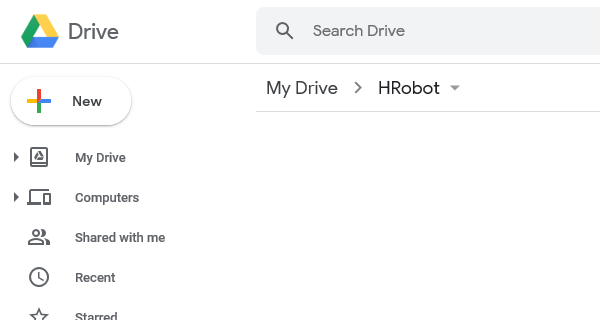 Drive
Search Drive
My Drive > HRobot
New
My Drive
Computers
Shared with me
Recent
Starred